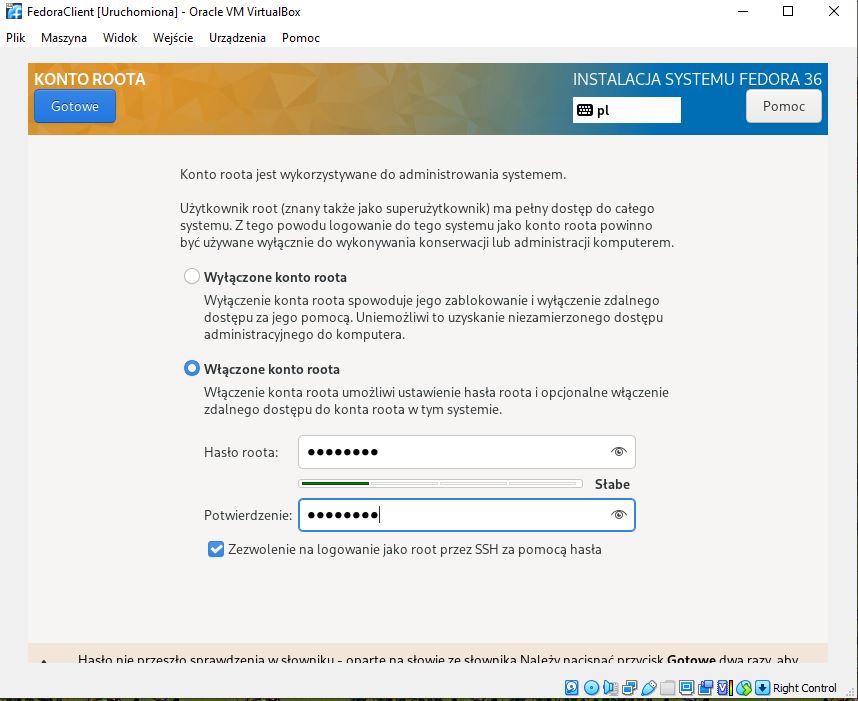 FedoraClient [Uruchomiona] - Oracle VM VirtualBox
Plik Maszyna Widok Wejście Urządzenia Pomoc
KONTO ROOTA
INSTALACJA SYSTEMU FEDORA 36
Gotowe
pl
Pomoc
Konto roota jest wykorzystywane do administrowania systemem.
Użytkownik root (znany także jako superużytkownik) ma pełny dostęp do całego
systemu. Z tego powodu logowanie do tego systemu jako konto roota powinno
być używane wyłącznie do wykonywania konserwacji lub administracji komputerem.
Wyłączone konto roota
Wyłączenie konta roota spowoduje jego zablokowanie i wyłączenie zdalnego
dostępu za jego pomocą. Uniemożliwi to uzyskanie niezamierzonego dostępu
administracyjnego do komputera.
Włączone konto roota
Włączenie konta roota umożliwi ustawienie hasła roota i opcjonalne włączenie
zdalnego dostępu do konta roota w tym systemie.
Hasło roota: ●●●●●●●●
Słabe
Potwierdzenie: ●●●●●●●●
Zezwolenie na logowanie jako root przez SSH za pomocą hasła
Hasło nie przeszło sprawdzenia w słowniku - oparte na słowie ze słownika Należy nacisnąć przycisk Gotowe dwa razy, aby
Right Control